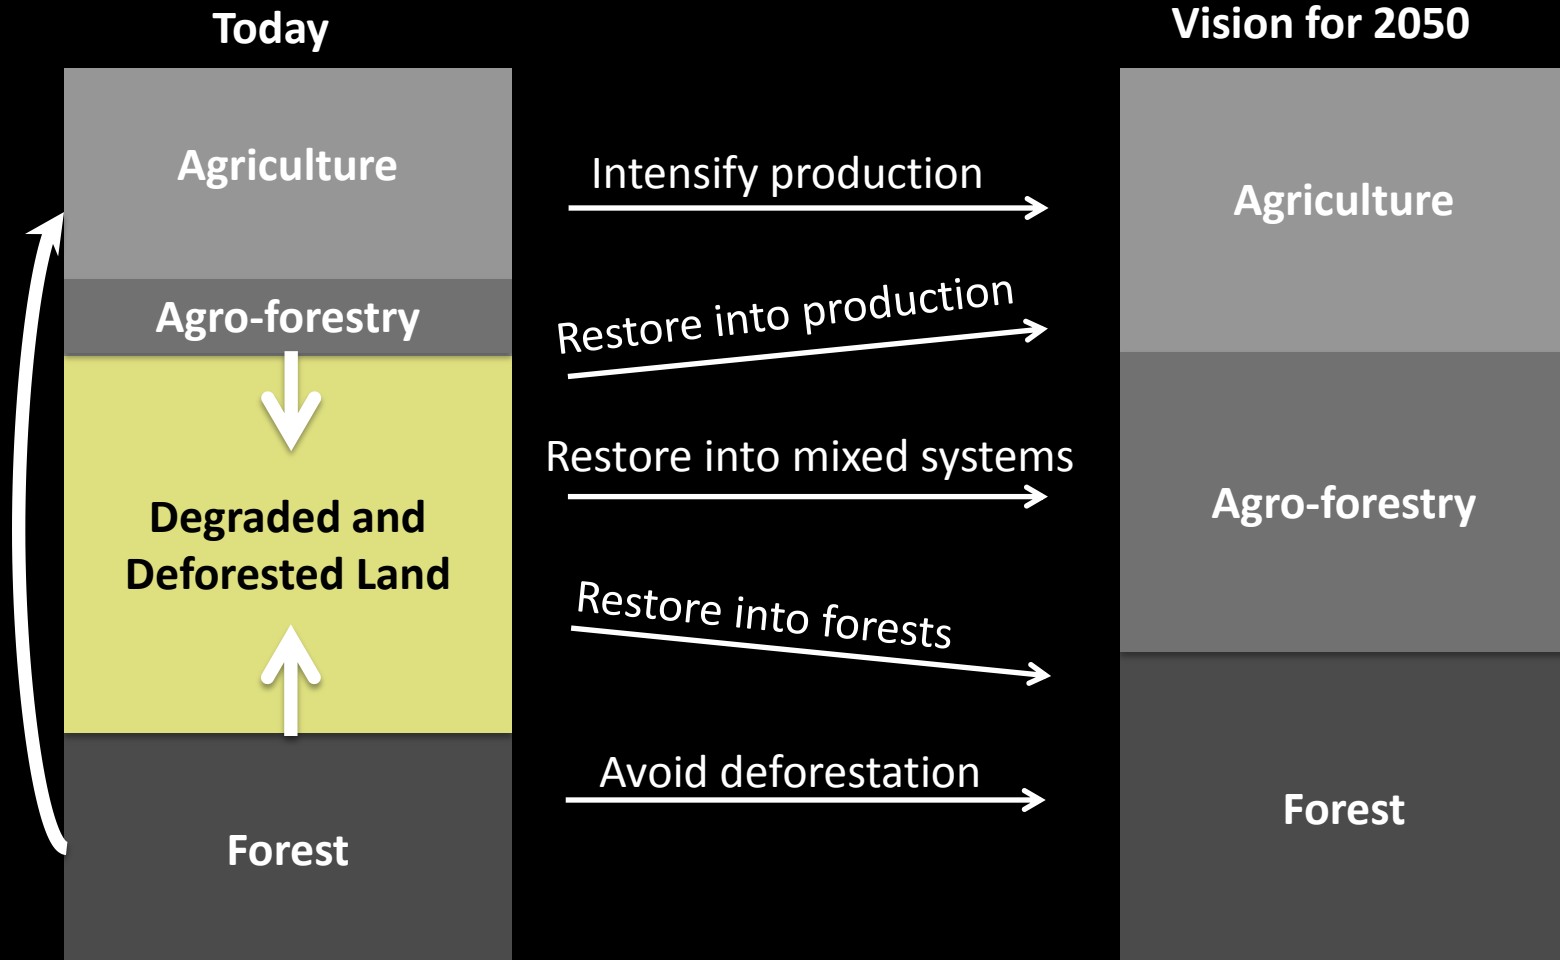 Today
Vision for 2050
Agriculture
Agro-forestry
Degraded and
Deforested Land
Forest
Intensify production
Restore into production
Restore into mixed systems
Restore into forests
Avoid deforestation
Agriculture
Agro-forestry
Forest